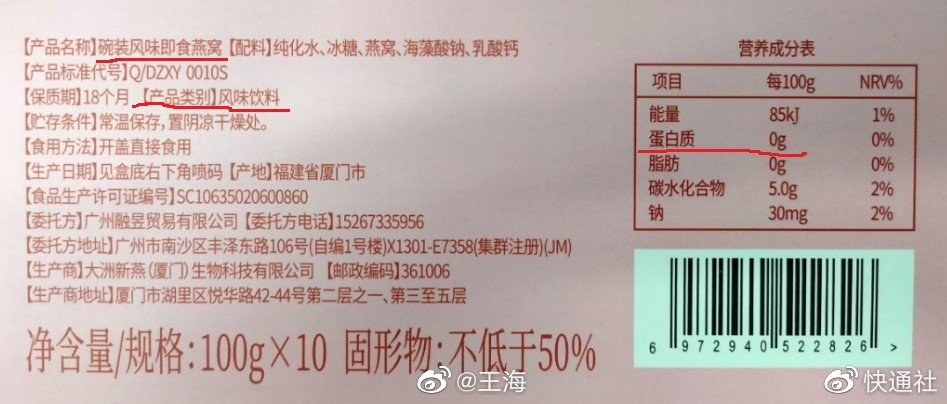 【产品名称】碗装风味即食燕窝【配料】纯化水、冰糖、燕窝、海藻酸钠、乳酸钙
【产品标准代号】Q/DZXY 0010S
【保质期】18个月 【产品类别】风味饮料
【贮存条件】常温保存，置阴凉干燥处。
【食用方法】开盖直接食用
【生产日期】见盒底右下角喷码 【产地】福建省厦门市
【食品生产许可证编号】SC10635020600860
【委托方】广州融昱贸易有限公司【委托方电话】15267335956
【委托方地址】广州市南沙区丰泽东路106号(自编1号楼)X1301-E7358(集群注册)(JM)
【生产商】大洲新燕（厦门）生物科技有限公司 【邮政编码】361006
【生产商地址】厦门市湖里区悦华路42-44号第二层之一、第三至五层
净含量/规格：100g×10 固形物：不低于50%
营养成分表
项目 每100g NRV%
能量 85kJ 1%
蛋白质 0g 0%
脂肪 0g 0%
碳水化合物 5.0g 2%
钠 30mg 2%
6 972940 522826 >
@王海
快通社